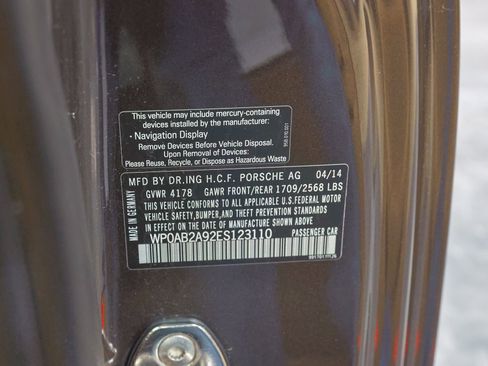 This vehicle may include mercury-containing
devices installed by the manufacturer:
• Navigation Display
Remove Devices Before Vehicle Disposal.
Upon Removal of Devices
Please Reuse, Recycle, or Dispose as Hazardous Waste
958.010.001
MFD BY DR.ING H.C.F. PORSCHE AG 04/14
GVWR 4178 GAWR FRONT/REAR 1709/2568 LBS
THIS VEHICLE CONFORMS TO ALL APPLICABLE U.S.FEDERAL MOTOR
VEHICLE SAFETY,BUMPER,AND THEFT PREVENTION STANDARDS
IN EFFECT ON THE DATE OF MANUFACTURE SHOWN ABOVE.
WP0AB2A92ES123110 PASSENGER CAR
MADE IN GERMANY